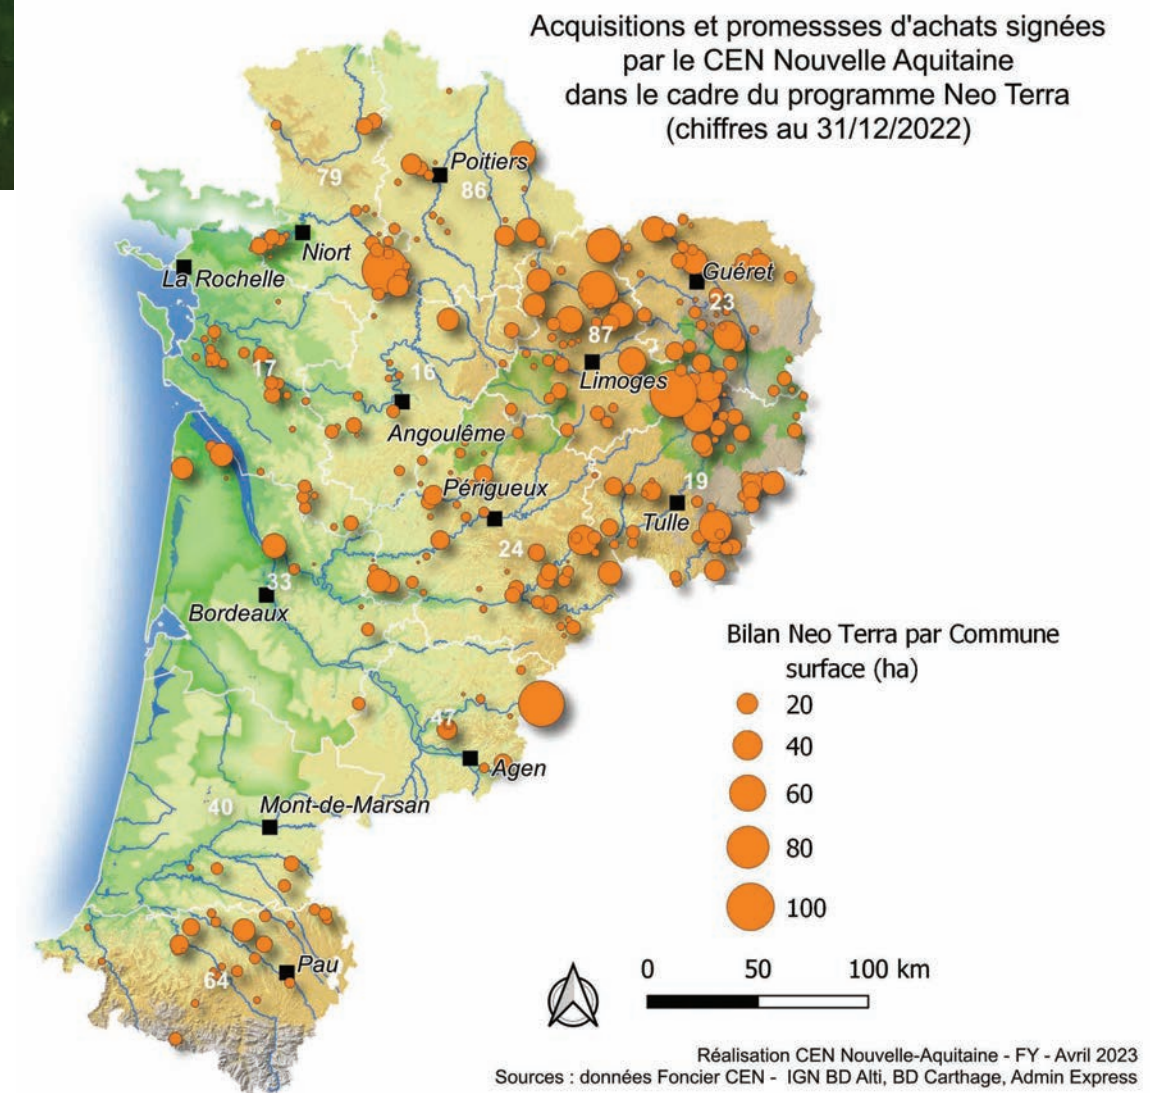 Acquisitions et promessses d'achats signées
par le CEN Nouvelle Aquitaine
dans le cadre du programme Neo Terra
(chiffres au 31/12/2022)
Poitiers
79
86
Niort
La Rochelle
Guéret
23
87
17
16
Limoges
Angoulême
Périgueux
19
Tulle
24
33
Bordeaux
47
Agen
40
Mont-de-Marsan
Pau
64
Bilan Neo Terra par Commune
surface (ha)
20
40
60
80
100
0 50 100 km
Réalisation CEN Nouvelle-Aquitaine - FY - Avril 2023
Sources : données Foncier CEN - IGN BD Alti, BD Carthage, Admin Express